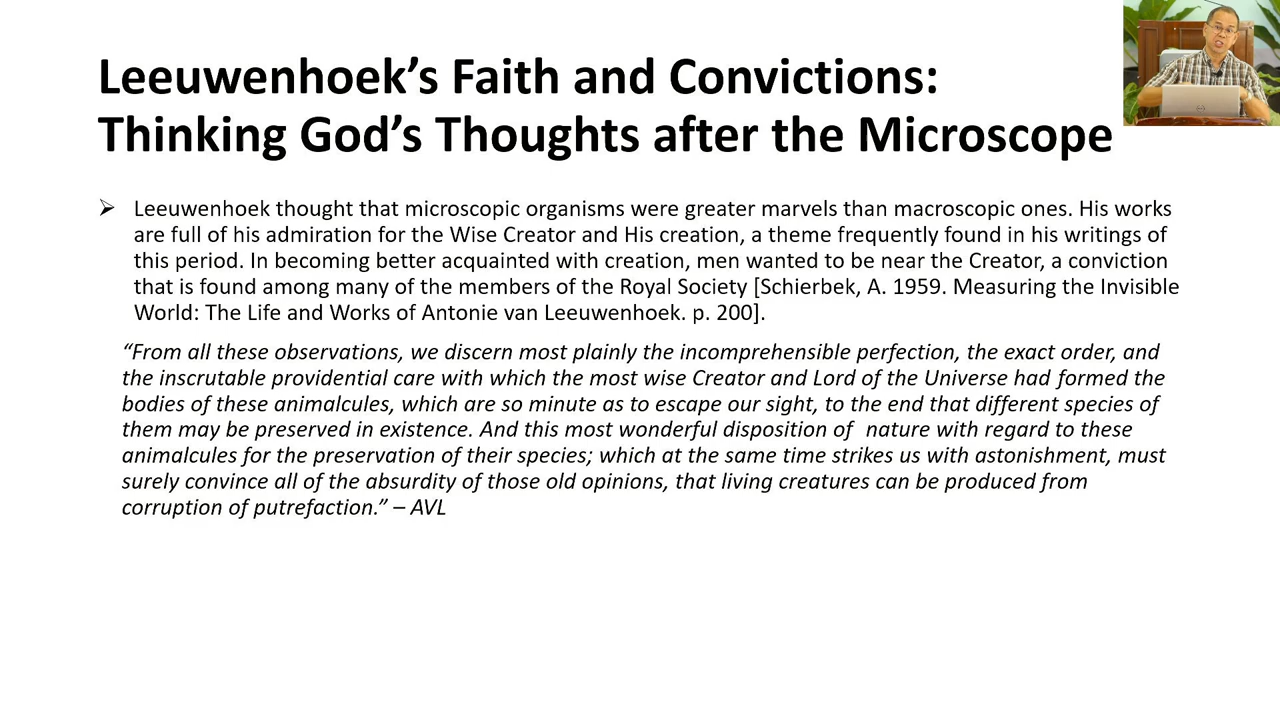 Leeuwenhoek’s Faith and Convictions:
Thinking God’s Thoughts after the Microscope
Leeuwenhoek thought that microscopic organisms were greater marvels than macroscopic ones. His works
are full of his admiration for the Wise Creator and His creation, a theme frequently found in his writings of
this period. In becoming better acquainted with creation, men wanted to be near the Creator, a conviction
that is found among many of the members of the Royal Society [Schierbek, A. 1959. Measuring the Invisible
World: The Life and Works of Antonie van Leeuwenhoek. p. 200].
“From all these observations, we discern most plainly the incomprehensible perfection, the exact order, and
the inscrutable providential care with which the most wise Creator and Lord of the Universe had formed the
bodies of these animalcules, which are so minute as to escape our sight, to the end that different species of
them may be preserved in existence. And this most wonderful disposition of  nature with regard to these
animalcules for the preservation of their species; which at the same time strikes us with astonishment, must
surely convince all of the absurdity of those old opinions, that living creatures can be produced from
corruption of putrefaction.” – AVL